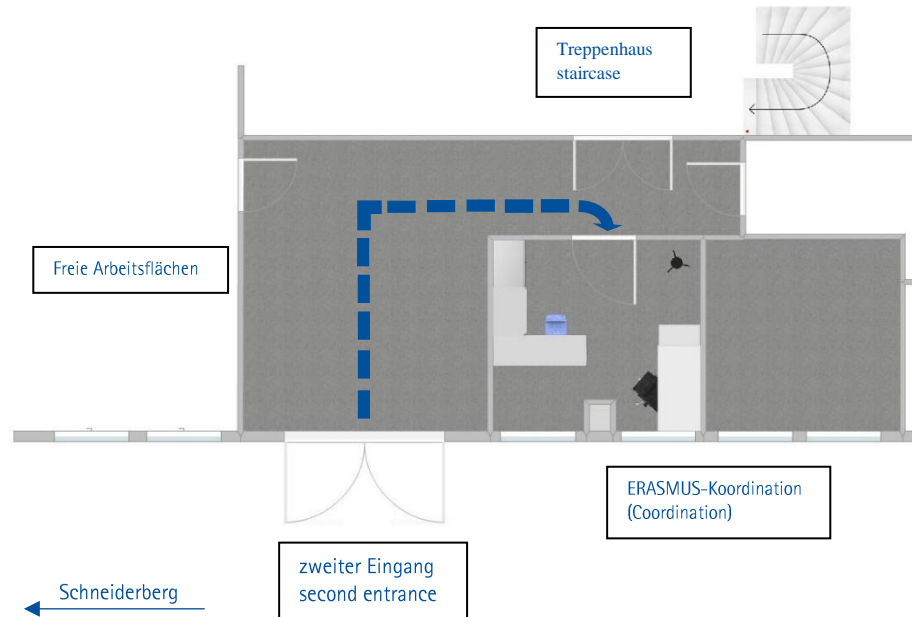 Treppenhaus
staircase
Freie Arbeitsflächen
ERASMUS-Koordination
(Coordination)
zweiter Eingang
second entrance
Schneiderberg